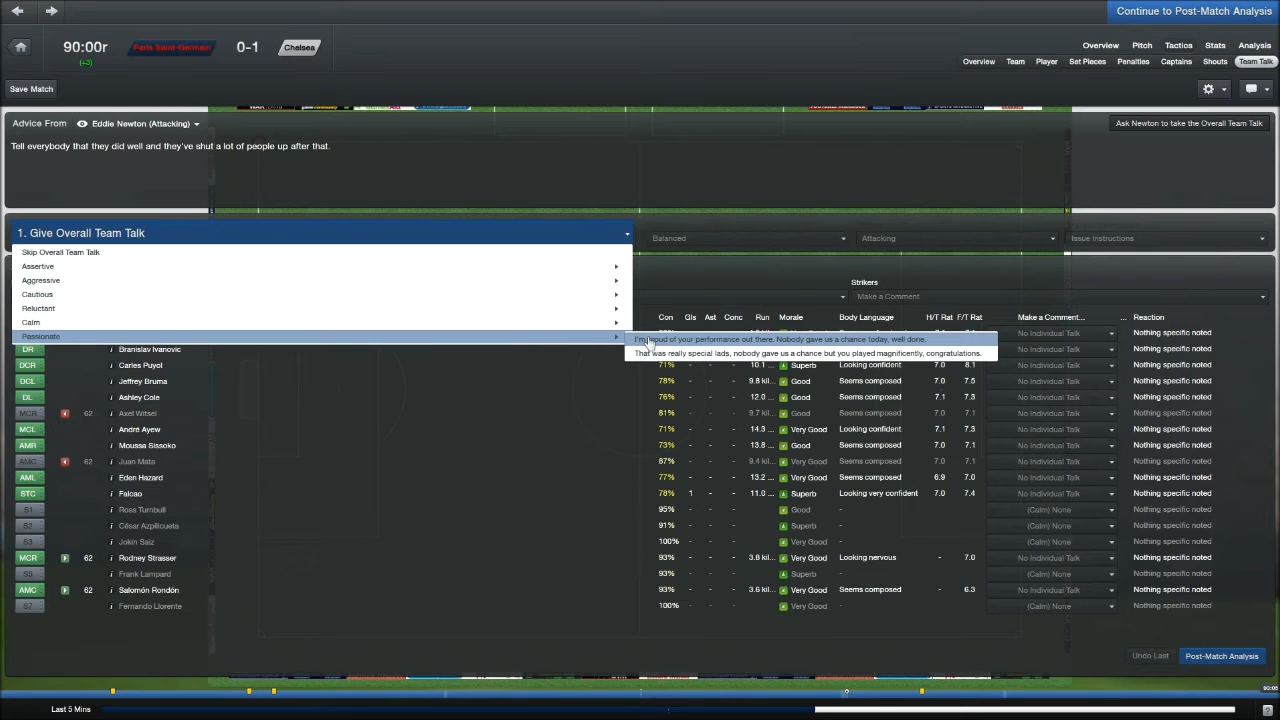 Continue to Post-Match Analysis
90:00r
(+3)
Paris Saint-Germain
0-1
Chelsea
Overview Pitch Tactics Stats Analysis
Overview Team Player Set Pieces Penalties Captains Shouts Team Talk
Save Match
Advice From Eddie Newton (Attacking)
Ask Newton to take the Overall Team Talk
Tell everybody that they did well and they've shut a lot of people up after that.
1. Give Overall Team Talk
Balanced
Attacking
Issue Instructions
Skip Overall Team Talk
Assertive
Aggressive
Cautious
Reluctant
Calm
Passionate
I'm proud of your performance out there. Nobody gave us a chance today, well done.
That was really special lads, nobody gave us a chance but you played magnificently, congratulations.
Strikers
Make a Comment
Con Gls Ast Conc Run Morale Body Language H/T Rat F/T Rat Make a Comment... ... Reaction
No Individual Talk Nothing specific noted
DR Branislav Ivanovic No Individual Talk Nothing specific noted
DCR Carles Puyol 71% - - - 10.1 ... Superb Looking confident 7.0 8.1 No Individual Talk Nothing specific noted
DCL Jeffrey Bruma 78% - - - 9.8 kil... Good Seems composed 7.0 7.5 No Individual Talk Nothing specific noted
DL Ashley Cole 76% - - - 12.0 ... Good Seems composed 7.1 7.3 No Individual Talk Nothing specific noted
MCR 62 Axel Witsel 81% - - - 9.7 kil... Good Seems composed 7.0 7.1 No Individual Talk Nothing specific noted
MCL André Ayew 71% - - - 14.3 ... Very Good Looking confident 7.1 7.3 No Individual Talk Nothing specific noted
AMR Moussa Sissoko 73% - - - 13.8 ... Good Seems composed 7.0 7.1 No Individual Talk Nothing specific noted
AMC 62 Juan Mata 87% - - - 9.4 kil... Very Good Seems composed 7.0 7.1 No Individual Talk Nothing specific noted
AML Eden Hazard 77% - - - 13.2 ... Very Good Seems composed 6.9 7.0 No Individual Talk Nothing specific noted
STC Falcao 78% 1 - - 11.0 ... Superb Looking very confident 7.0 7.4 No Individual Talk Nothing specific noted
S1 Ross Turnbull 95% Good - (Calm) None Nothing specific noted
S2 César Azpilicueta 91% Superb - (Calm) None Nothing specific noted
S3 Jokin Saiz 100% Very Good - (Calm) None Nothing specific noted
MCR 62 Rodney Strasser 93% - - - 3.8 kil... Very Good Looking nervous - 7.0 No Individual Talk Nothing specific noted
S5 Frank Lampard 93% Superb - (Calm) None Nothing specific noted
AMC 62 Salomón Rondón 93% - - - 3.6 kil... Very Good Seems composed - 6.3 No Individual Talk Nothing specific noted
S7 Fernando Llorente 100% Very Good - (Calm) None Nothing specific noted
Undo Last
Post-Match Analysis
90:05
Last 5 Mins